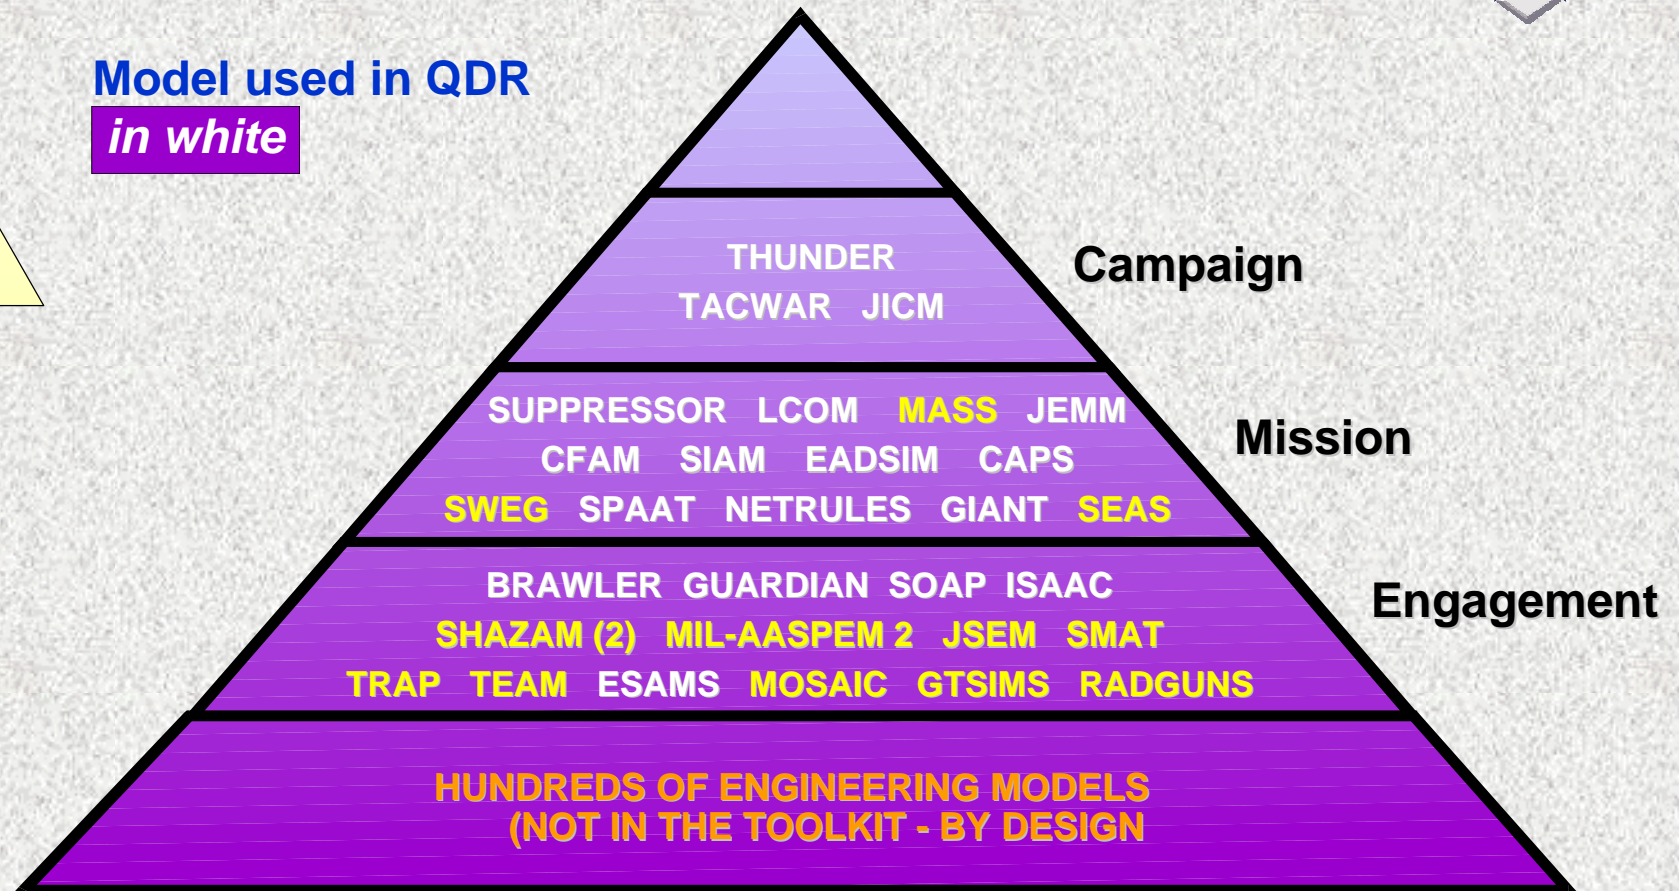 Model used in QDR
in white
THUNDER
TACWAR JICM
Campaign
SUPPRESSOR LCOM MASS JEMM
CFAM SIAM EADSIM CAPS
SWEG SPAAT NETRULES GIANT SEAS
Mission
BRAWLER GUARDIAN SOAP ISAAC
SHAZAM (2) MIL-AASPEM 2 JSEM SMAT
TRAP TEAM ESAMS MOSAIC GTSIMS RADGUNS
Engagement
HUNDREDS OF ENGINEERING MODELS
(NOT IN THE TOOLKIT - BY DESIGN